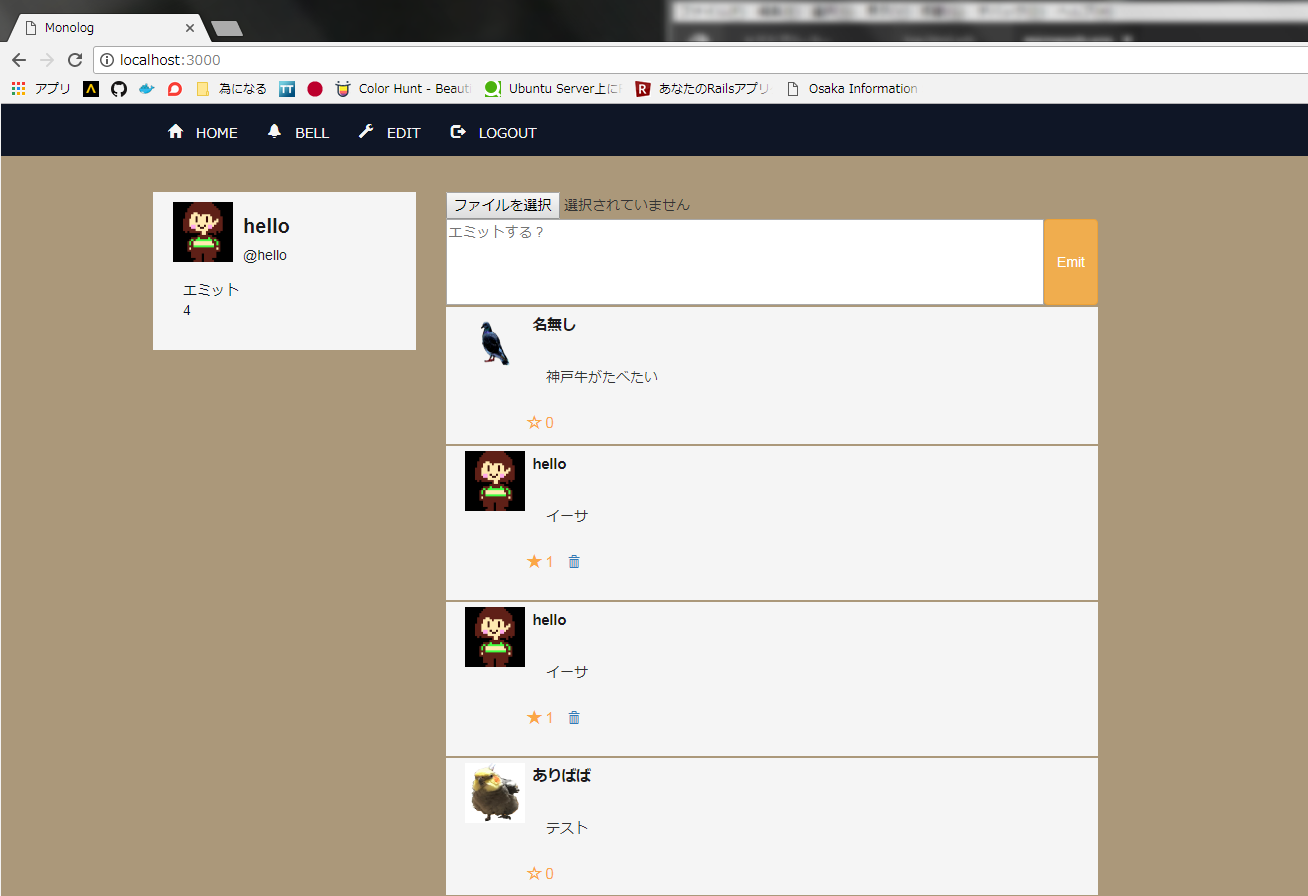 Monolog
localhost:3000
アプリ
為になる
TT
Color Hunt - Beaut
Ubuntu Server上に
R
あなたのRailsアプリ
Osaka Information
HOME
BELL
EDIT
LOGOUT
hello
@hello
エミット
4
ファイルを選択 選択されていません
エミットする？
Emit
名無し
神戸牛がたべたい
0
hello
イーサ
1
hello
イーサ
1
ありばば
テスト
0